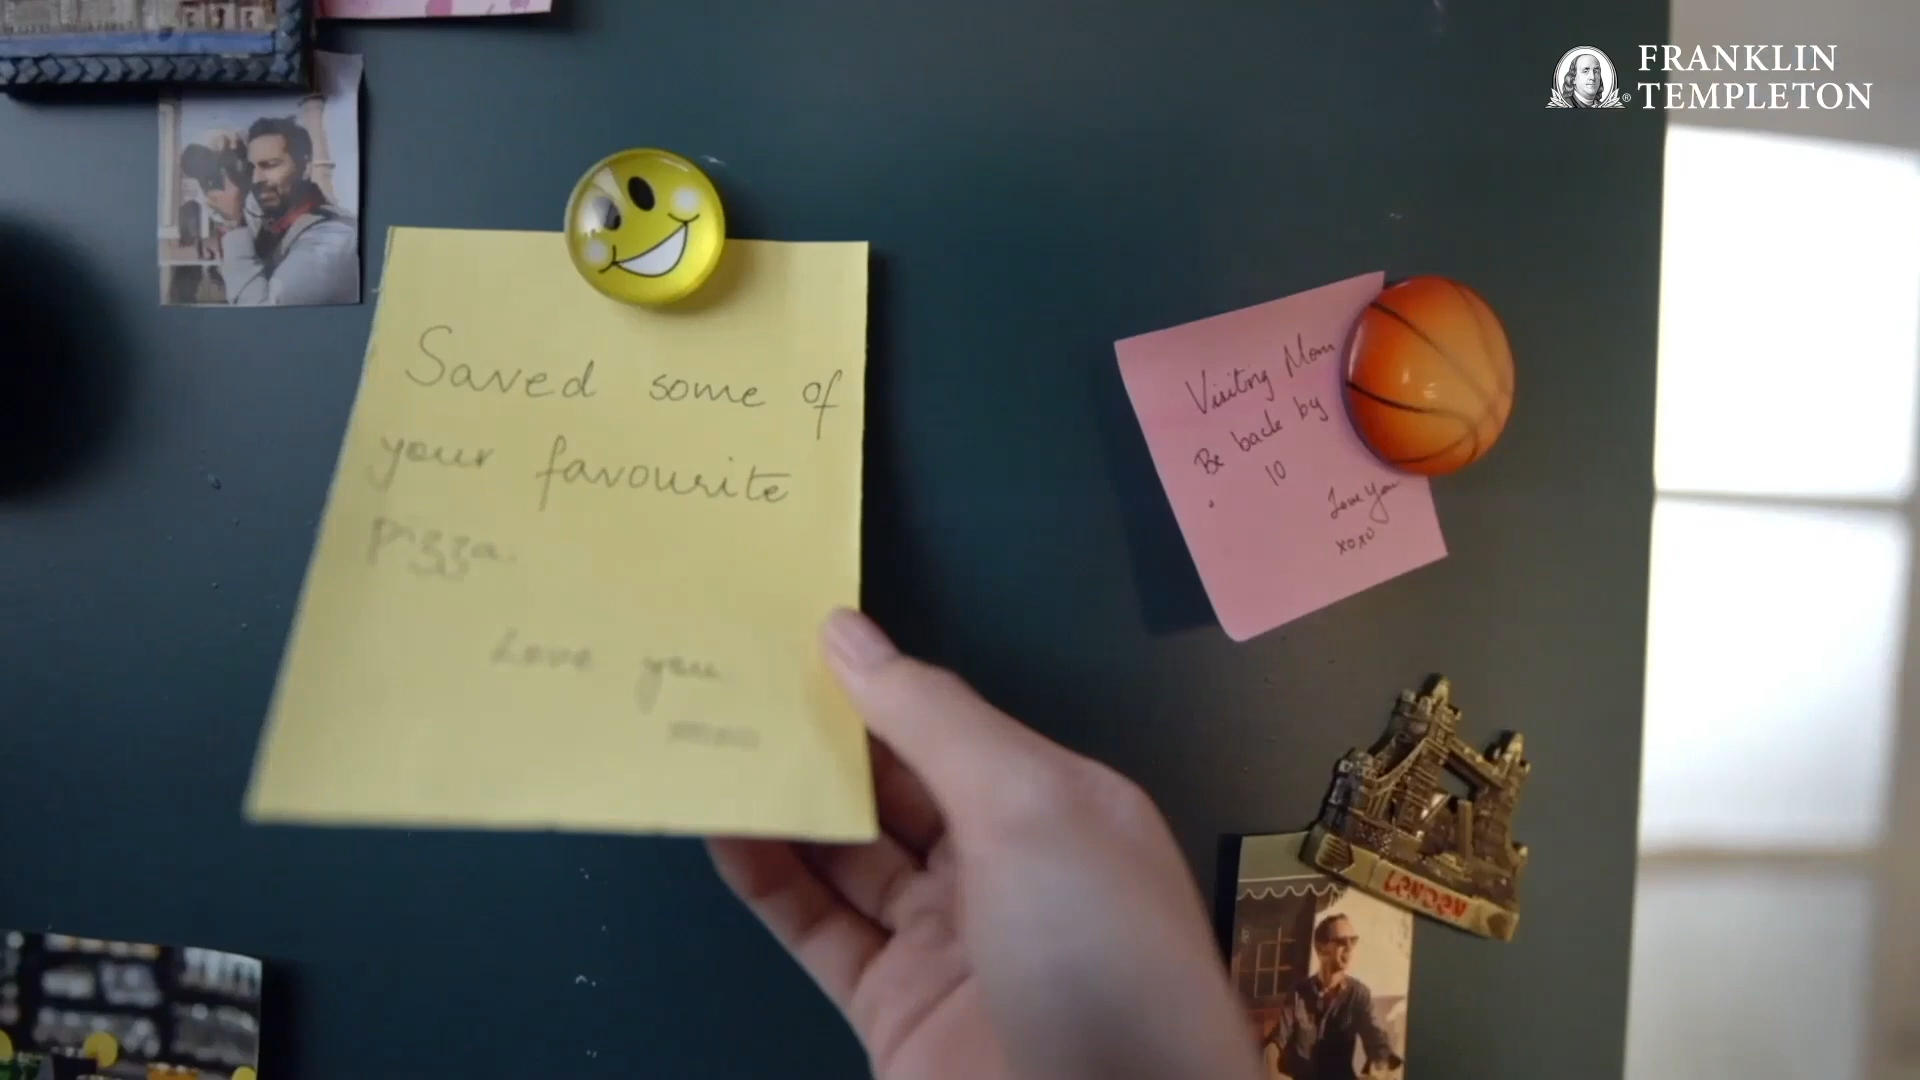 FRANKLIN
TEMPLETON
Saved some of
your favourite
pizza.
Love you
Visiting Mom
Be back by
10
Love you
xoxo
LONDON